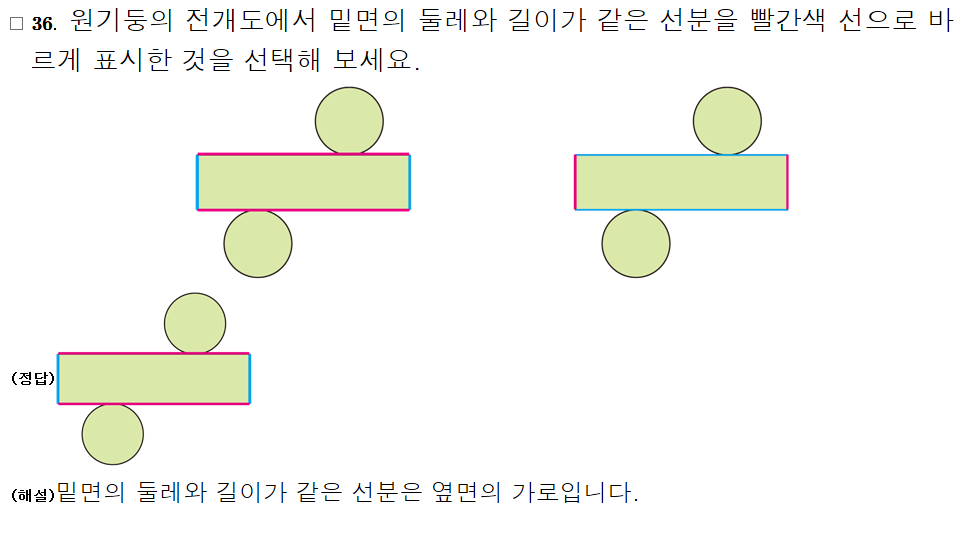 □ 36. 원기둥의 전개도에서 밑면의 둘레와 길이가 같은 선분을 빨간색 선으로 바
르게 표시한 것을 선택해 보세요.
(정답)
(해설)밑면의 둘레와 길이가 같은 선분은 옆면의 가로입니다.